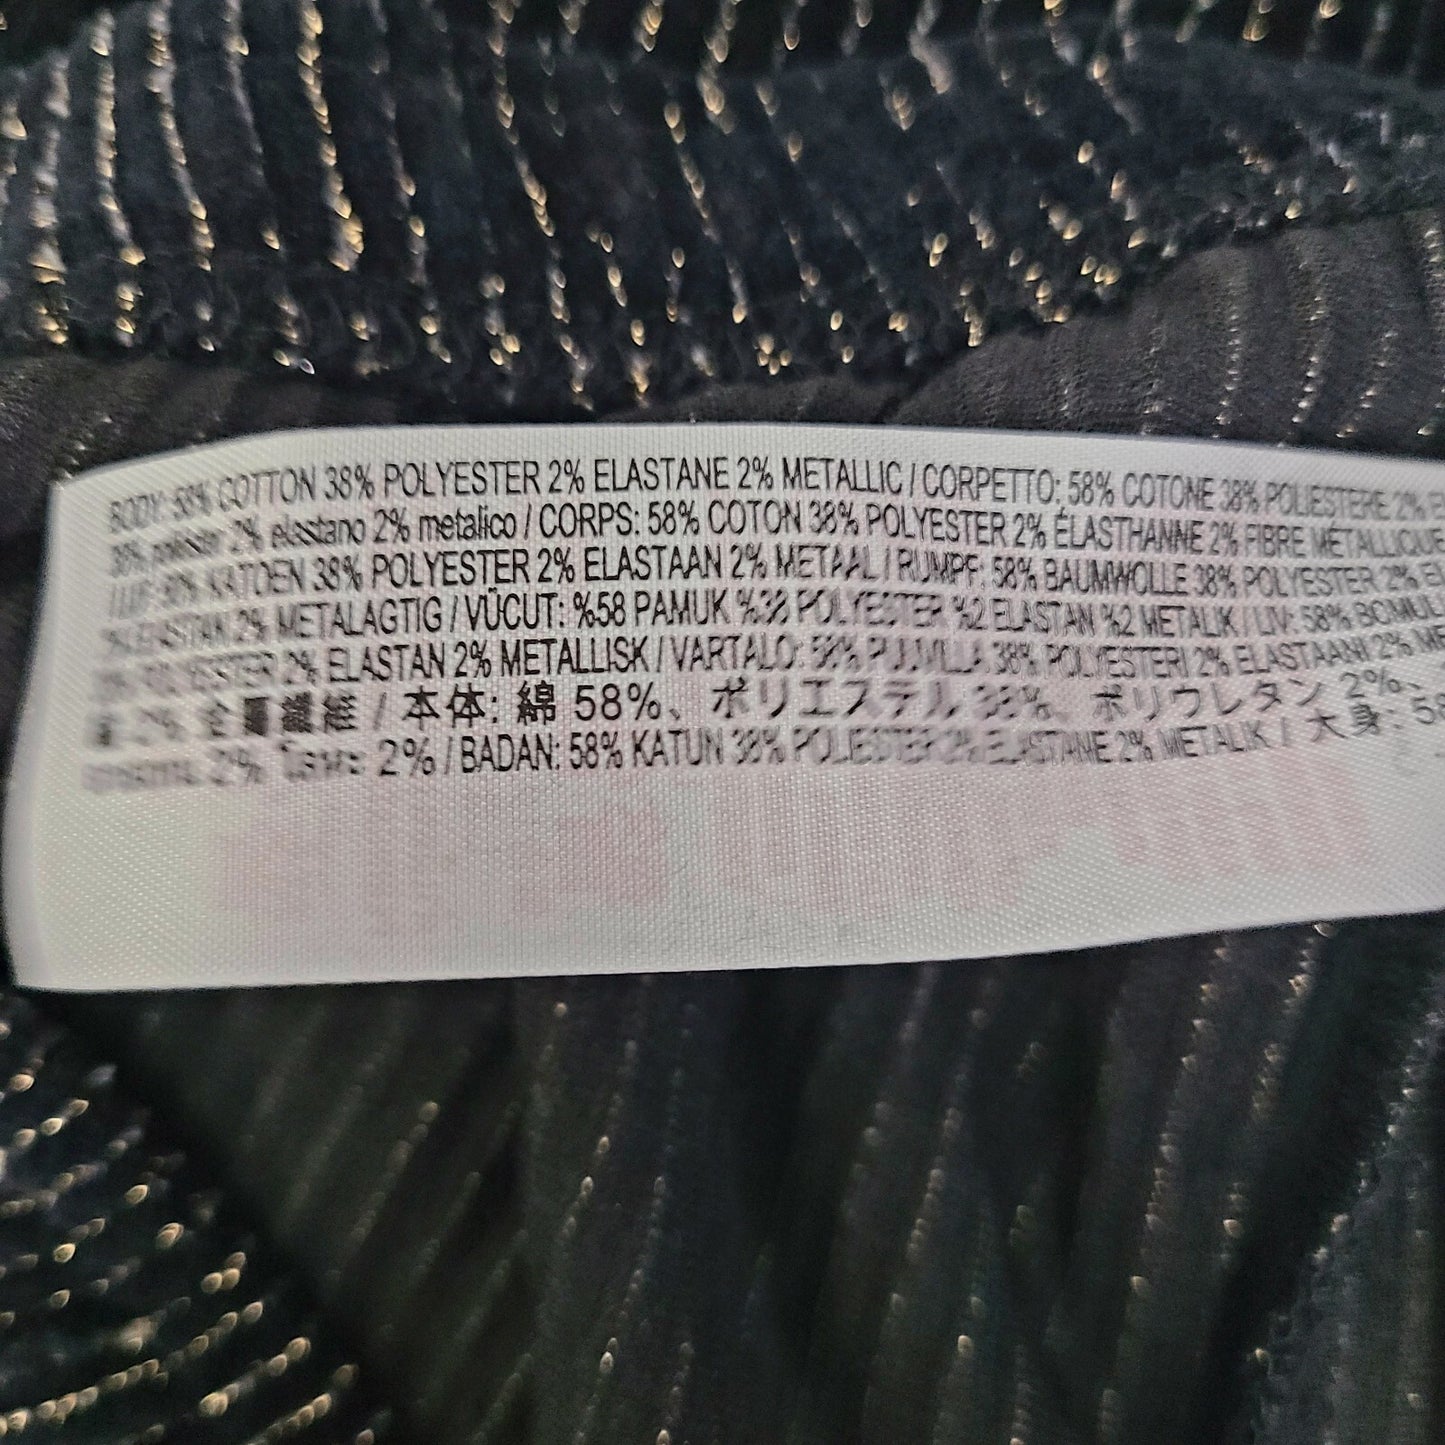 BODY: 58% COTTON 38% POLYESTER 2% ELASTANE 2% METALLIC / CORPETTO: 58% COTONE 38% POLIESTERE 2%
38% poliester 2% elastano 2% metalico / CORPS: 58% COTON 38% POLYESTER 2% ÉLASTHANNE 2% FIBRE MÉTALLIQUE
KATOEN 38% POLYESTER 2% ELASTAAN 2% METAAL / RUMPF: 58% BAUMWOLLE 38% POLYESTER 2%
ELASTAN 2% METALAGTIG / VÜCUT: %58 PAMUK %38 POLYESTER %2 ELASTAN %2 METALIK / LIV: 58%
POLYESTER 2% ELASTAN 2% METALLISK / VARTALO: 58% PUUVILLA 38% POLYESTERI 2% ELASTAANI 2%
2% 金屬纖維 / 本体: 綿 58%、ポリエステル 38%、ポリウレタン 2%、
2% 2% / BADAN: 58% KATUN 38% POLIESTER 2% ELASTANE 2% METALIK / 大身: